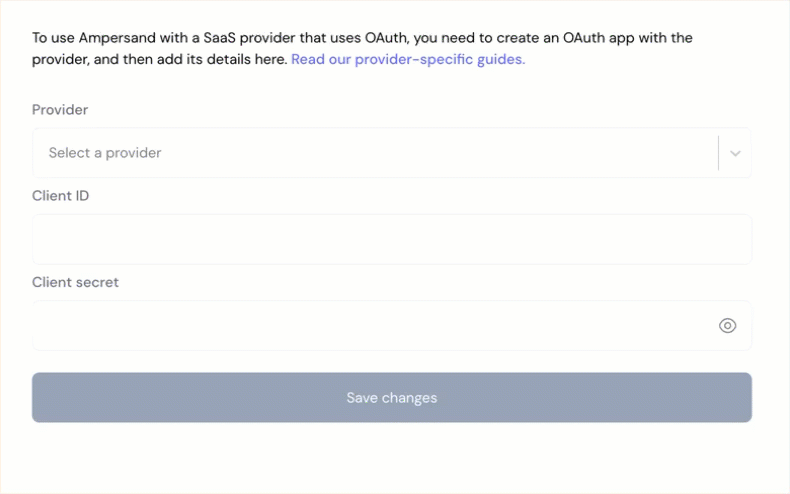 To use Ampersand with a SaaS provider that uses OAuth, you need to create an OAuth app with the
provider, and then add its details here. Read our provider-specific guides.
Provider
Select a provider
Client ID
Client secret
Save changes